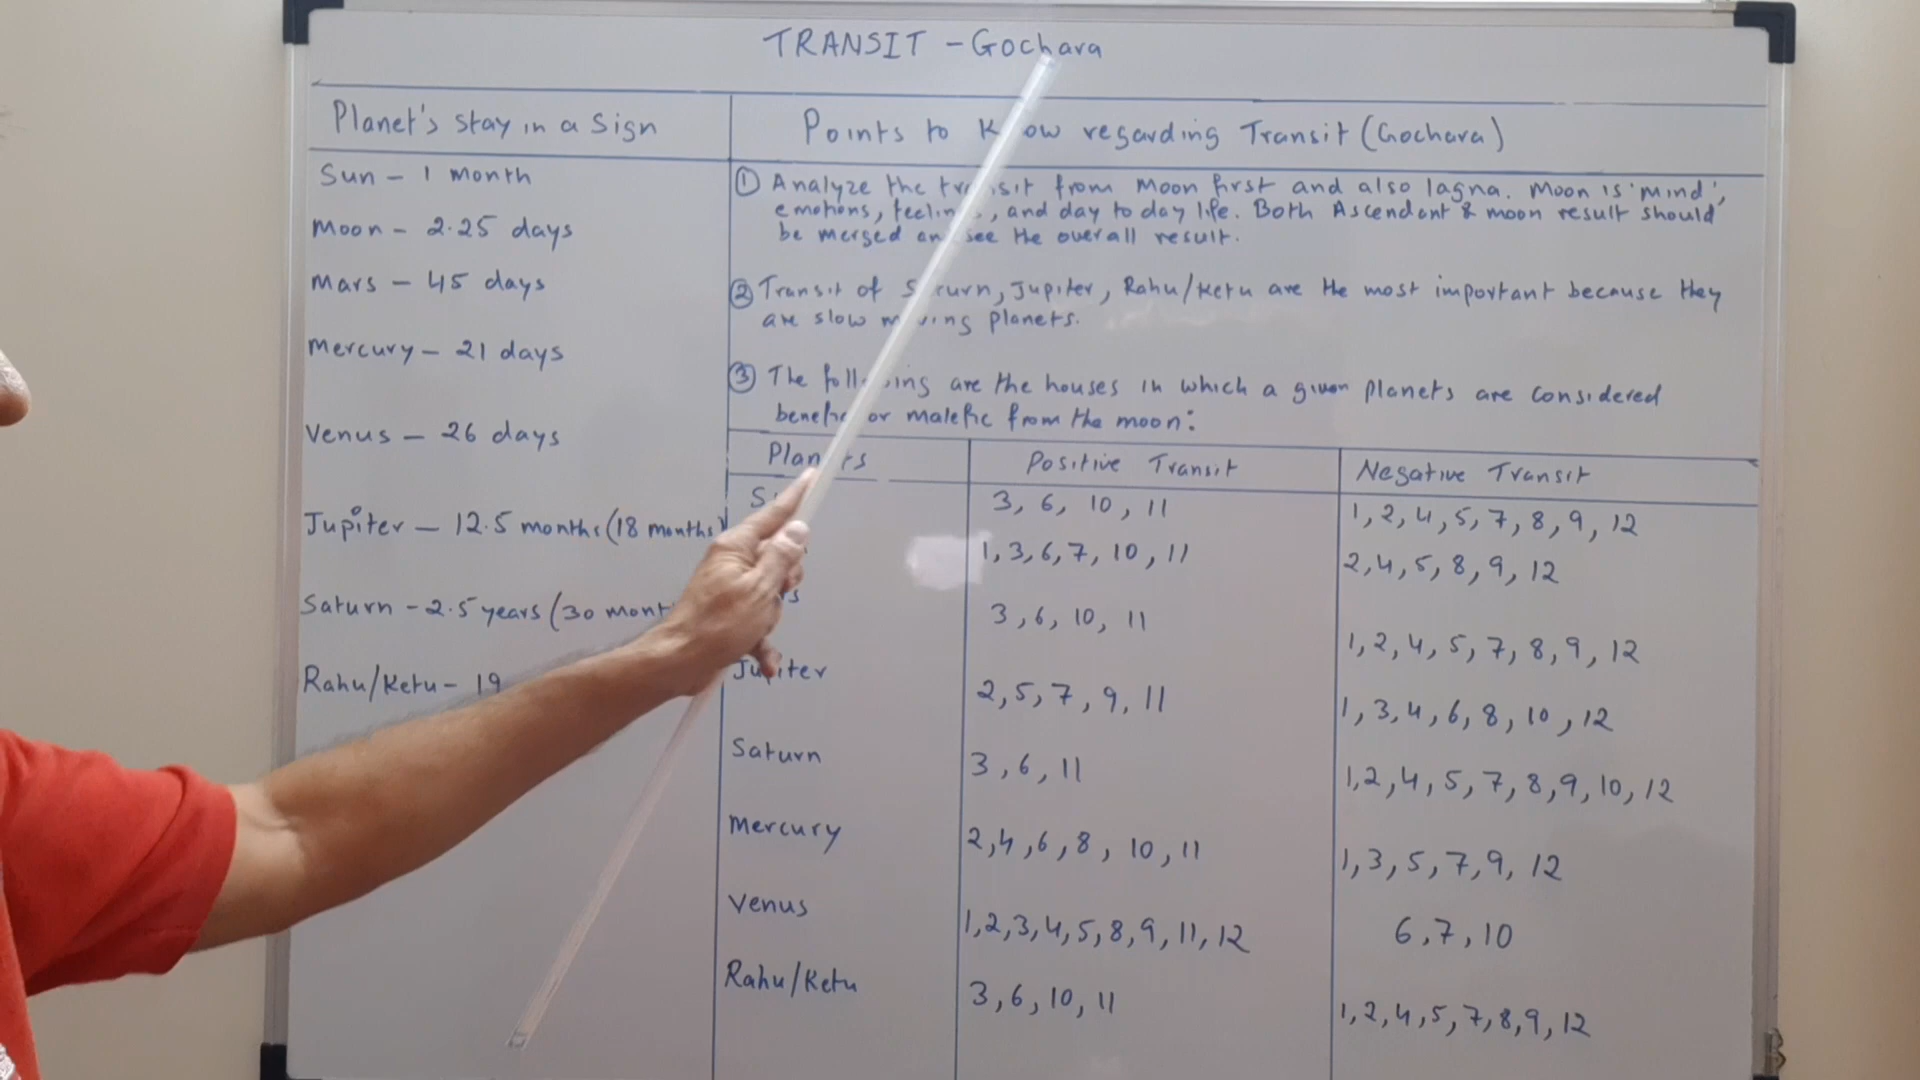 TRANSIT - Gochara
Planet's stay in a Sign
Sun - 1 month
Moon - 2.25 days
Mars - 45 days
Mercury - 21 days
Venus - 26 days
Jupiter - 12.5 months (18 months)
Saturn - 2.5 years (30
Rahu/Ketu - 19
Points to regarding Transit (Gochara)
① Analyze the from Moon first and also lagna. Moon is 'mind',
emotions, and day to day life. Both Ascendant & moon result should
be merged see the overall result.
② Transit of Jupiter, Rahu/Ketu are the most important because they
are slow planets.
③ The are the houses in which a given planets are considered
or malefic from the moon:
Positive Transit Negative Transit
3, 6, 10, 11 1, 2, 4, 5, 7, 8, 9, 12
1, 3, 6, 7, 10, 11 2, 4, 5, 8, 9, 12
3, 6, 10, 11 1, 2, 4, 5, 7, 8, 9, 12
Jupiter 2, 5, 7, 9, 11 1, 3, 4, 6, 8, 10, 12
Saturn 3, 6, 11 1, 2, 4, 5, 7, 8, 9, 10, 12
Mercury 2, 4, 6, 8, 10, 11 1, 3, 5, 7, 9, 12
Venus 1, 2, 3, 4, 5, 8, 9, 11, 12 6, 7, 10
Rahu/Ketu 3, 6, 10, 11 1, 2, 4, 5, 7, 8, 9, 12